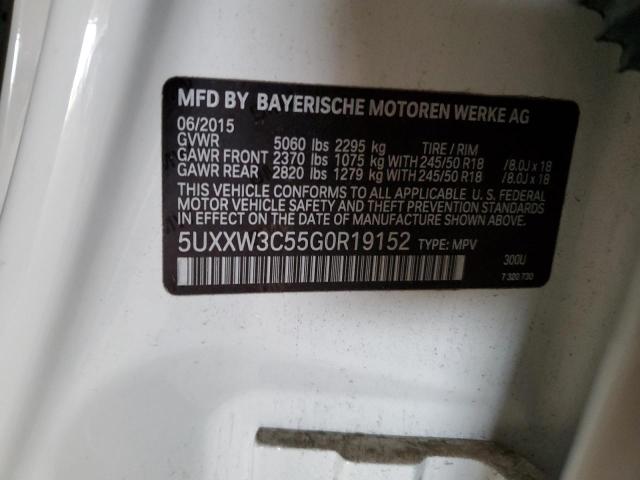 MFD BY BAYERISCHE MOTOREN WERKE AG
06/2015
GVWR 5060 lbs 2295 kg TIRE / RIM
GAWR FRONT 2370 lbs 1075 kg WITH 245/50 R18 /8.0J x 18
GAWR REAR 2820 lbs 1279 kg WITH 245/50 R18 /8.0J x 18
THIS VEHICLE CONFORMS TO ALL APPLICABLE U. S. FEDERAL
MOTOR VEHICLE SAFETY AND THEFT PREVENTION STANDARDS
IN EFFECT ON THE DATE OF MANUFACTURE SHOWN ABOVE.
5UXXW3C55G0R19152 TYPE: MPV
300U
7 320 730